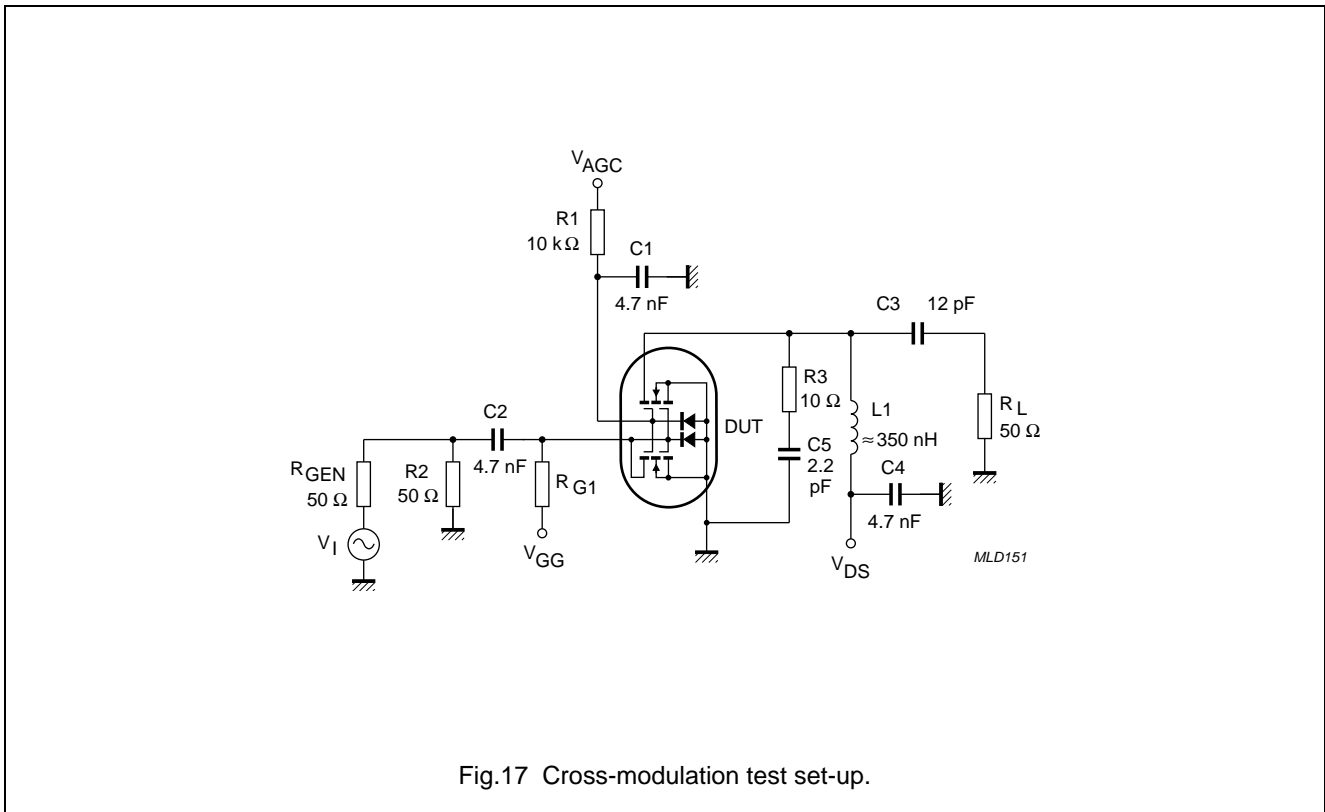 VAGC
R1
10 kΩ
C1
4.7 nF
C3 12 pF
R3
10 Ω
L1
≈350 nH
RL
50 Ω
DUT
C2
4.7 nF
C5
2.2
pF
RGEN
50 Ω
R2
50 Ω
RG1
C4
4.7 nF
VI
VGG
VDS
MLD151
Fig.17 Cross-modulation test set-up.